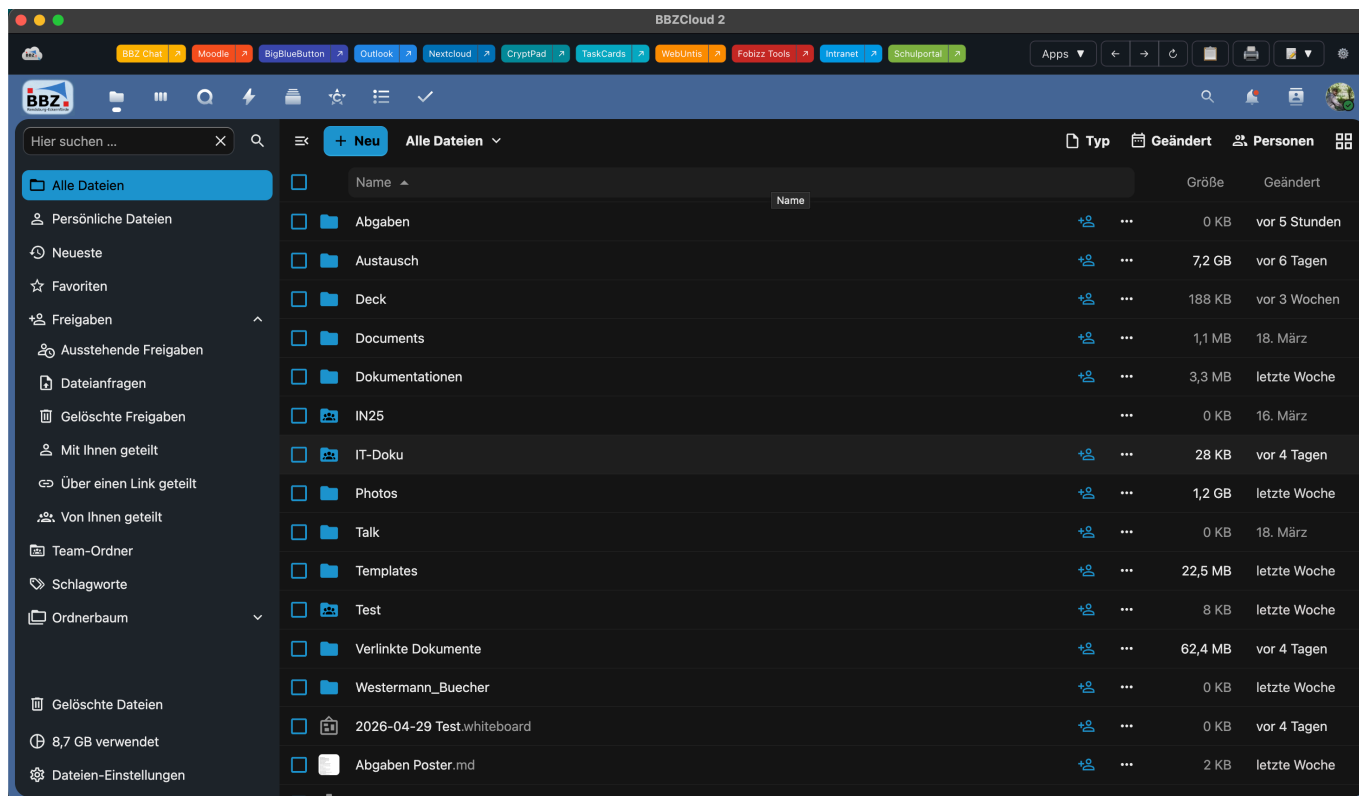 BBZCloud 2
BBZ Chat Moodle BigBlueButton Outlook Nextcloud CryptPad TaskCards WebUntis Fobizz Tools Intranet Schulportal Apps
BBZ
Hier suchen ...
Neu Alle Dateien Typ Geändert Personen
Alle Dateien
Persönliche Dateien
Neueste
Favoriten
Freigaben
Ausstehende Freigaben
Dateianfragen
Gelöschte Freigaben
Mit Ihnen geteilt
Über einen Link geteilt
Von Ihnen geteilt
Team-Ordner
Schlagworte
Ordnerbaum
Gelöschte Dateien
8,7 GB verwendet
Dateien-Einstellungen
Name Größe Geändert
Name
Abgaben 0 KB vor 5 Stunden
Austausch 7,2 GB vor 6 Tagen
Deck 188 KB vor 3 Wochen
Documents 1,1 MB 18. März
Dokumentationen 3,3 MB letzte Woche
IN25 0 KB 16. März
IT-Doku 28 KB vor 4 Tagen
Photos 1,2 GB letzte Woche
Talk 0 KB 18. März
Templates 22,5 MB letzte Woche
Test 8 KB letzte Woche
Verlinkte Dokumente 62,4 MB vor 4 Tagen
Westermann_Buecher 0 KB letzte Woche
2026-04-29 Test.whiteboard 0 KB vor 4 Tagen
Abgaben Poster.md 2 KB letzte Woche